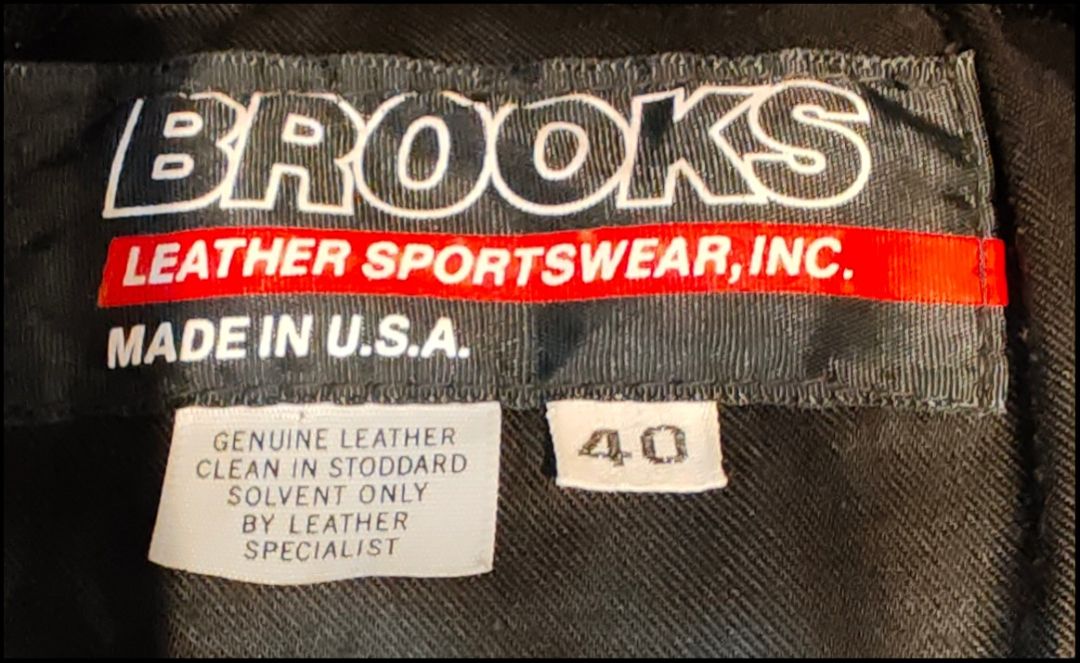 BROOKS
LEATHER SPORTSWEAR, INC.
MADE IN U.S.A.
GENUINE LEATHER
CLEAN IN STODDARD
SOLVENT ONLY
BY LEATHER
SPECIALIST
40